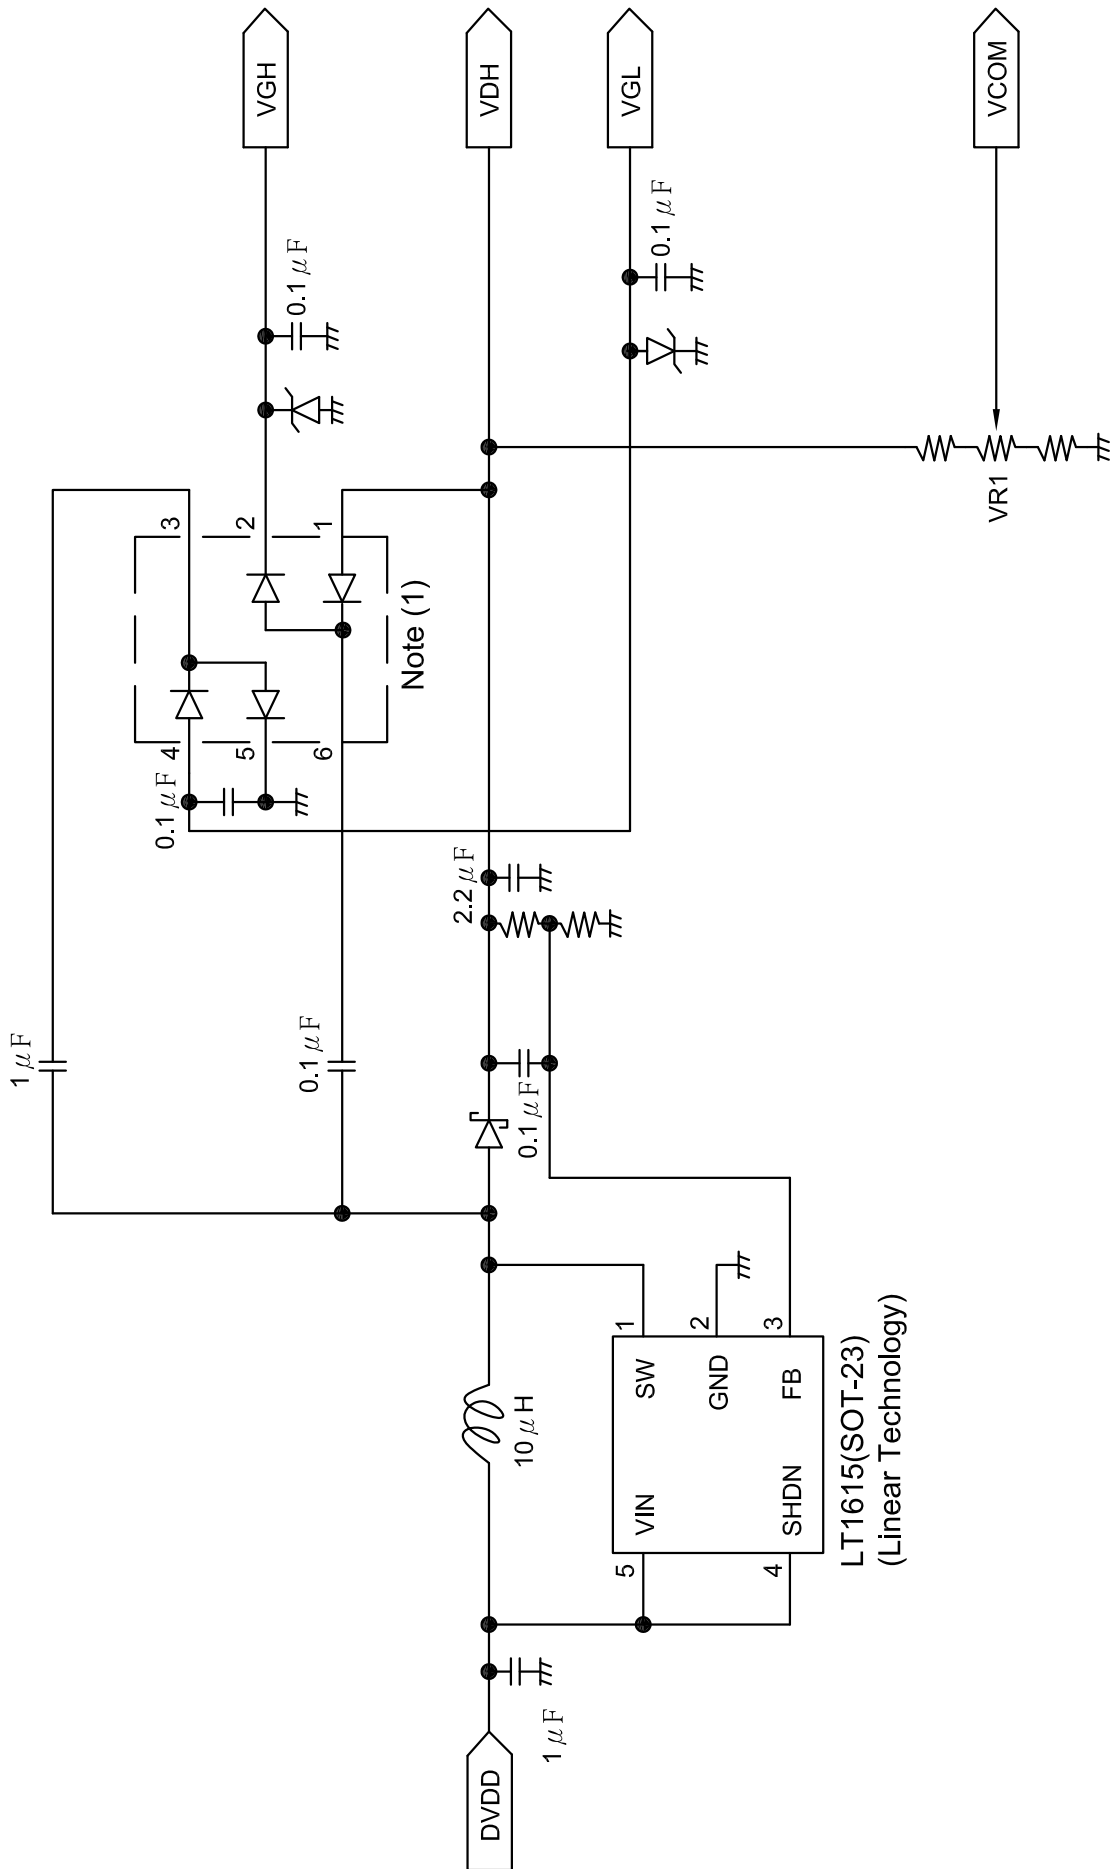 VGH
VDH
VGL
VCOM
0.1μF
0.1μF
3
2
1
Note (1)
4
5
6
0.1μF
VR1
2.2μF
1μF
0.1μF
0.1μF
10μH
1
2
3
SW
GND
FB
VIN
SHDN
5
4
LT1615(SOT-23)
(Linear Technology)
1μF
DVDD